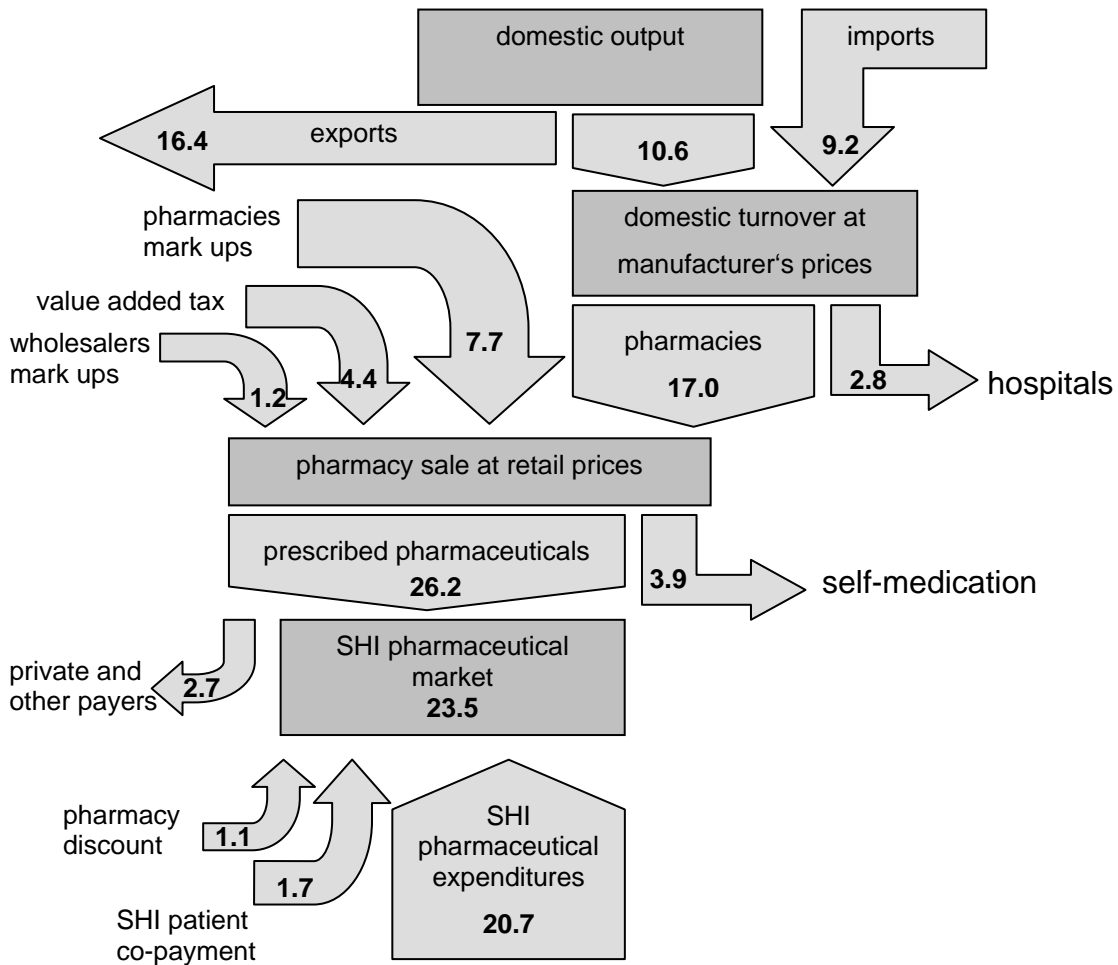 domestic output
imports
16.4
exports
10.6
9.2
pharmacies
mark ups
domestic turnover at
manufacturer‘s prices
value added tax
wholesalers
mark ups
7.7
pharmacies
17.0
4.4
1.2
2.8
hospitals
pharmacy sale at retail prices
prescribed pharmaceuticals
26.2
3.9
self-medication
private and
other payers
2.7
SHI pharmaceutical
market
23.5
pharmacy
discount
1.1
1.7
SHI
pharmaceutical
expenditures
20.7
SHI patient
co-payment